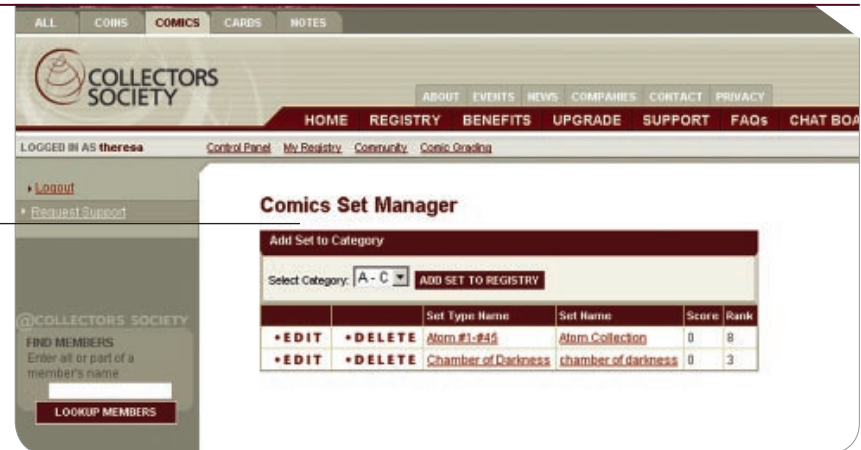 ALL COINS COMICS CARDS NOTES
COLLECTORS
SOCIETY
ABOUT EVENTS NEWS COMPANIES CONTACT PRIVACY
HOME REGISTRY BENEFITS UPGRADE SUPPORT FAQs CHAT BOA
LOGGED IN AS theresa Control Panel My Registry Community Comic Grading
Logout
Request Support
Comics Set Manager
Add Set to Category
Select Category: A - C ADD SET TO REGISTRY
Set Type Name Set Name Score Rank
•EDIT •DELETE Atom #1-#45 Atom Collection 0 8
•EDIT •DELETE Chamber of Darkness chamber of darkness 0 3
@COLLECTORS SOCIETY
FIND MEMBERS
Enter all or part of a
member's name
LOOKUP MEMBERS